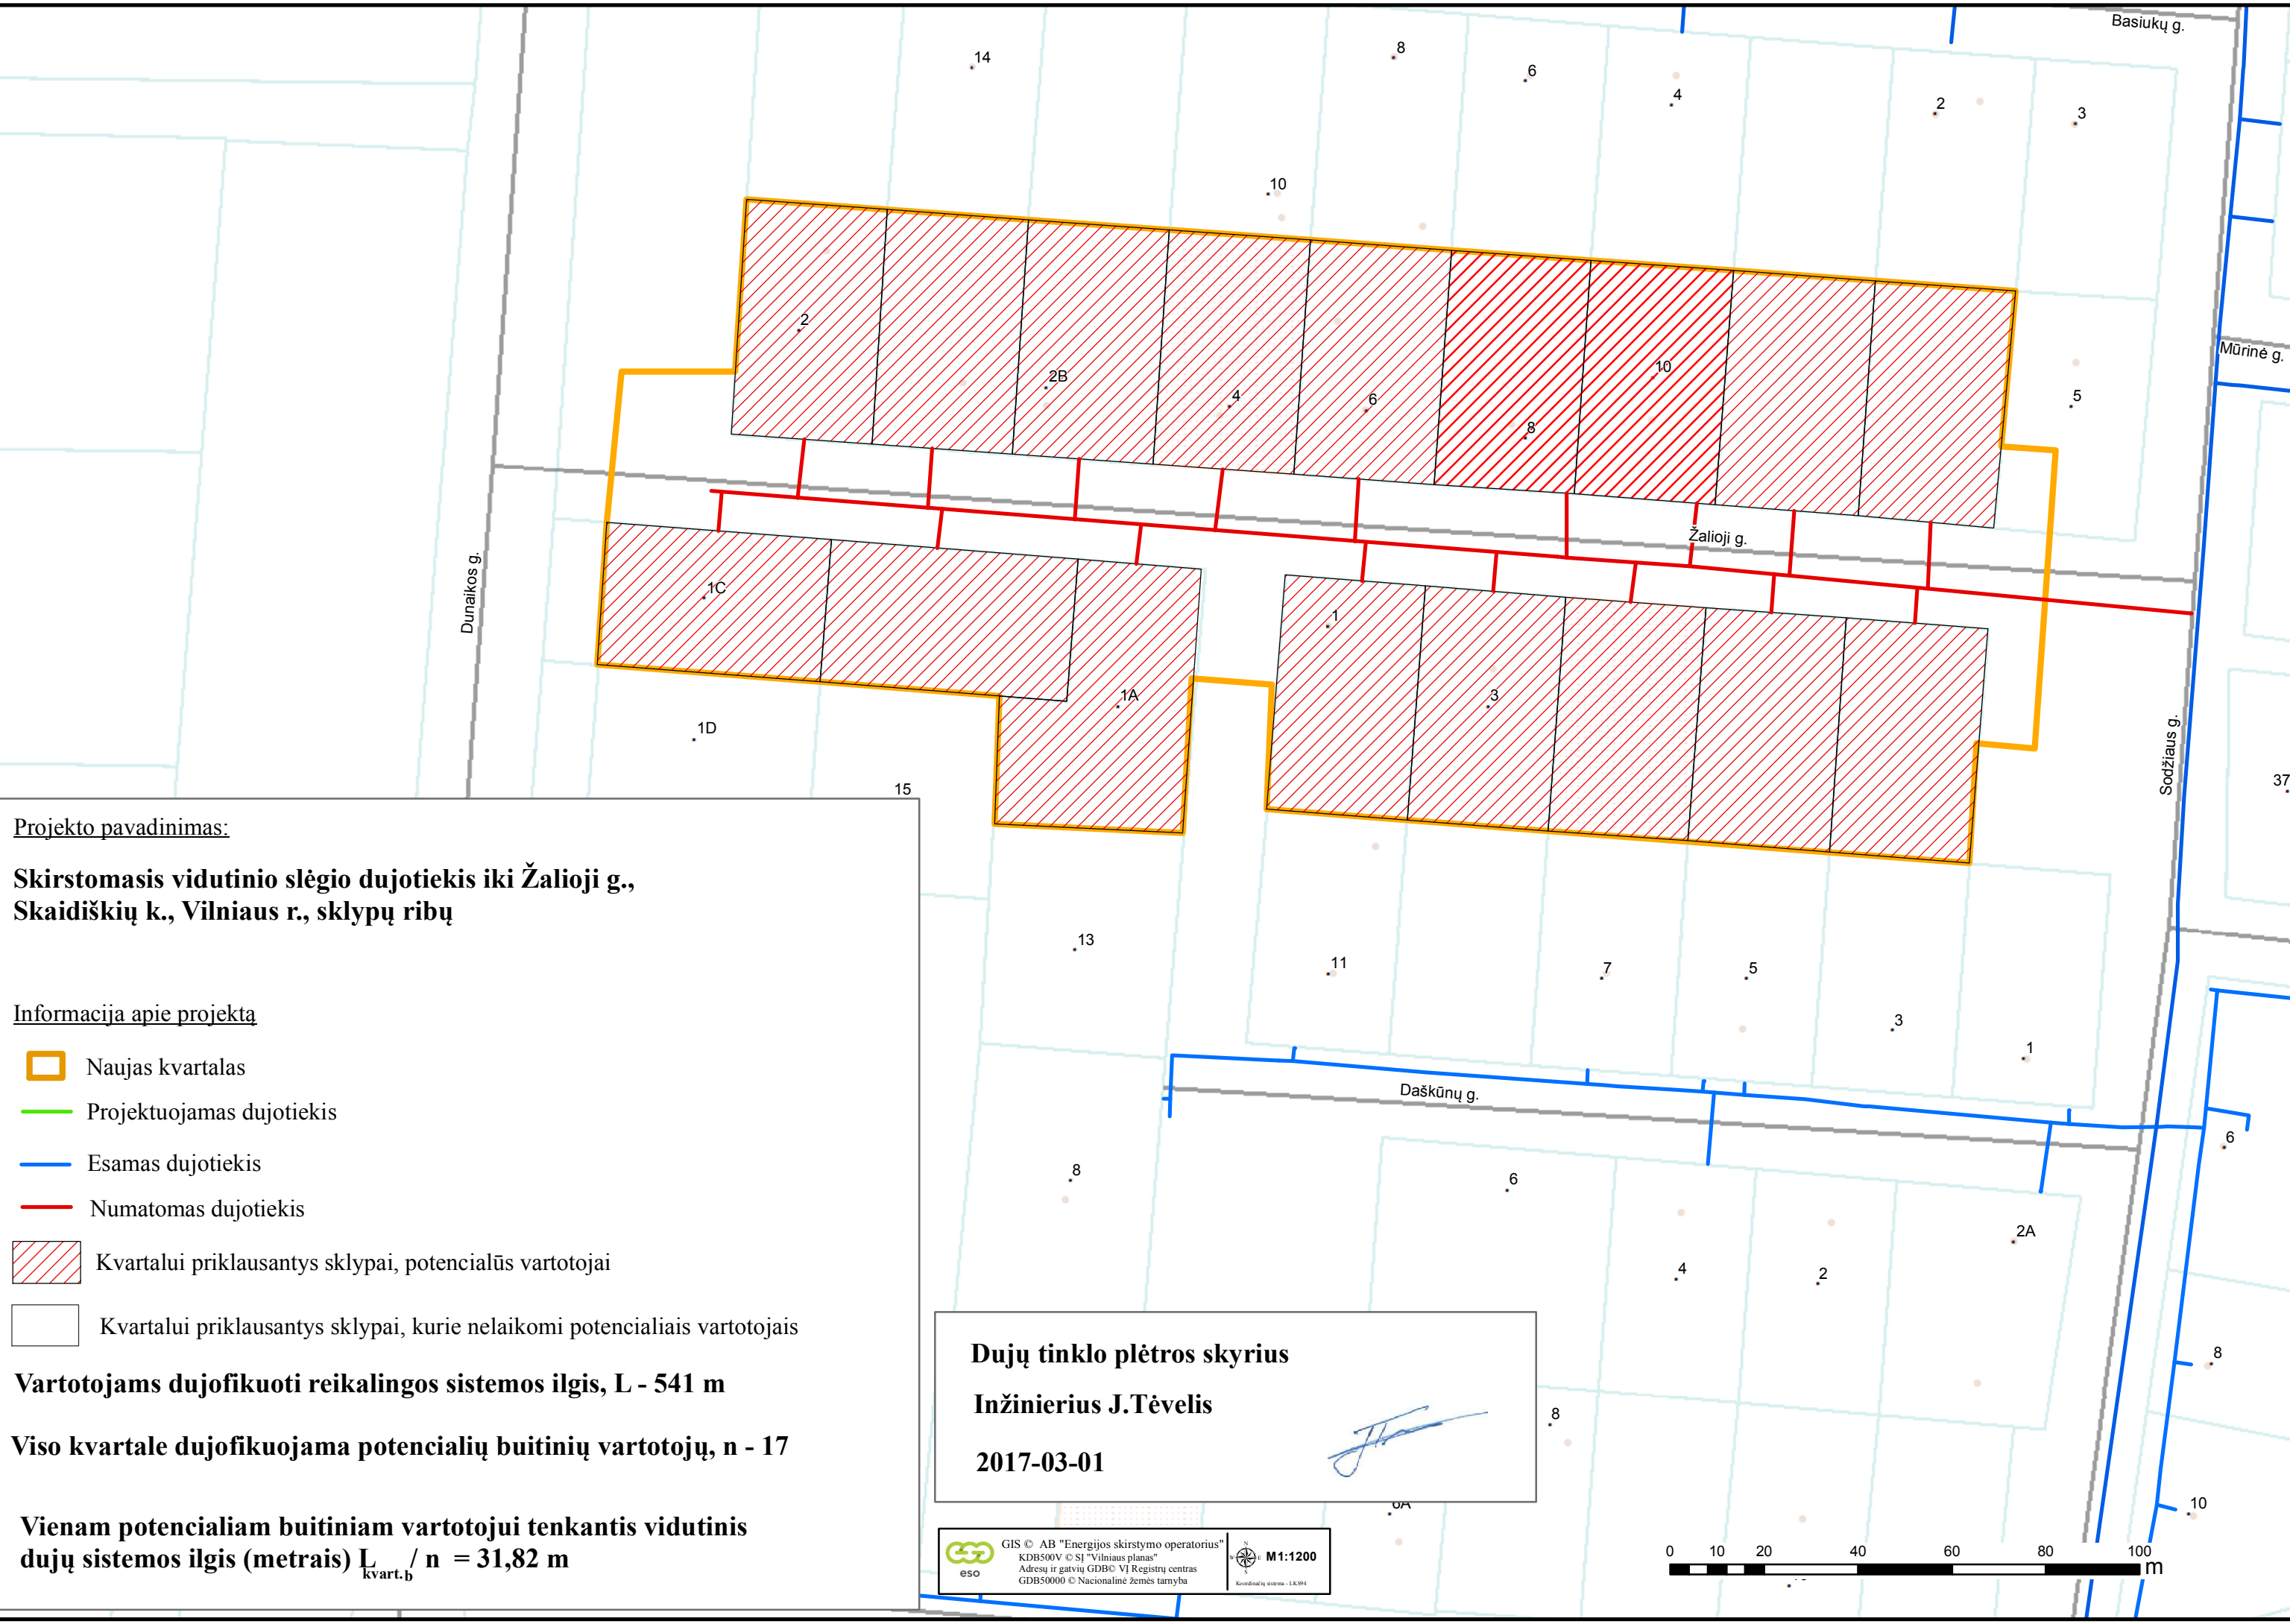 Basiukų g.
14
8
6
4
2
3
10
Mūrinė g.
2
2B
4
6
8
10
5
Žalioji g.
Dunaikos g.
1C
1
1A
3
1D
15
Sodžiaus g.
37
Projekto pavadinimas:
Skirstomasis vidutinio slėgio dujotiekis iki Žalioji g.,
Skaidiškių k., Vilniaus r., sklypų ribų
13
11
7
5
3
1
Informacija apie projektą
Naujas kvartalas
Projektuojamas dujotiekis
Esamas dujotiekis
Numatomas dujotiekis
Kvartalui priklausantys sklypai, potencialūs vartotojai
Kvartalui priklausantys sklypai, kurie nelaikomi potencialiais vartotojais
Vartotojams dujofikuoti reikalingos sistemos ilgis, L - 541 m
Viso kvartale dujofikuojama potencialių buitinių vartotojų, n - 17
Vienam potencialiam buitiniam vartotojui tenkantis vidutinis
dujų sistemos ilgis (metrais) L kvart.b / n = 31,82 m
Daškūnų g.
8
6
6
2A
4
2
8
8
10
Dujų tinklo plėtros skyrius
Inžinierius J.Tėvelis
2017-03-01
6A
eso
GIS © AB "Energijos skirstymo operatorius"
KDB500V © SĮ "Vilniaus planas"
Adresų ir gatvių GDB© VĮ Registrų centras
GDB50000 © Nacionalinė žemės tarnyba
N
E
S
M 1:1200
Koordinačių sistema - LKS94
0 10 20 40 60 80 100
m